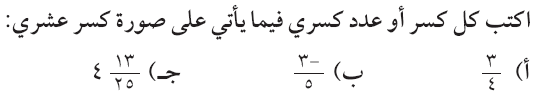 اكتب كل كسر أو عدد كسري فيما يأتي على صورة كسر عشري:
أ) ٣/٤ ب) -٣/٥ جـ) ٤ ١٣/٢٥